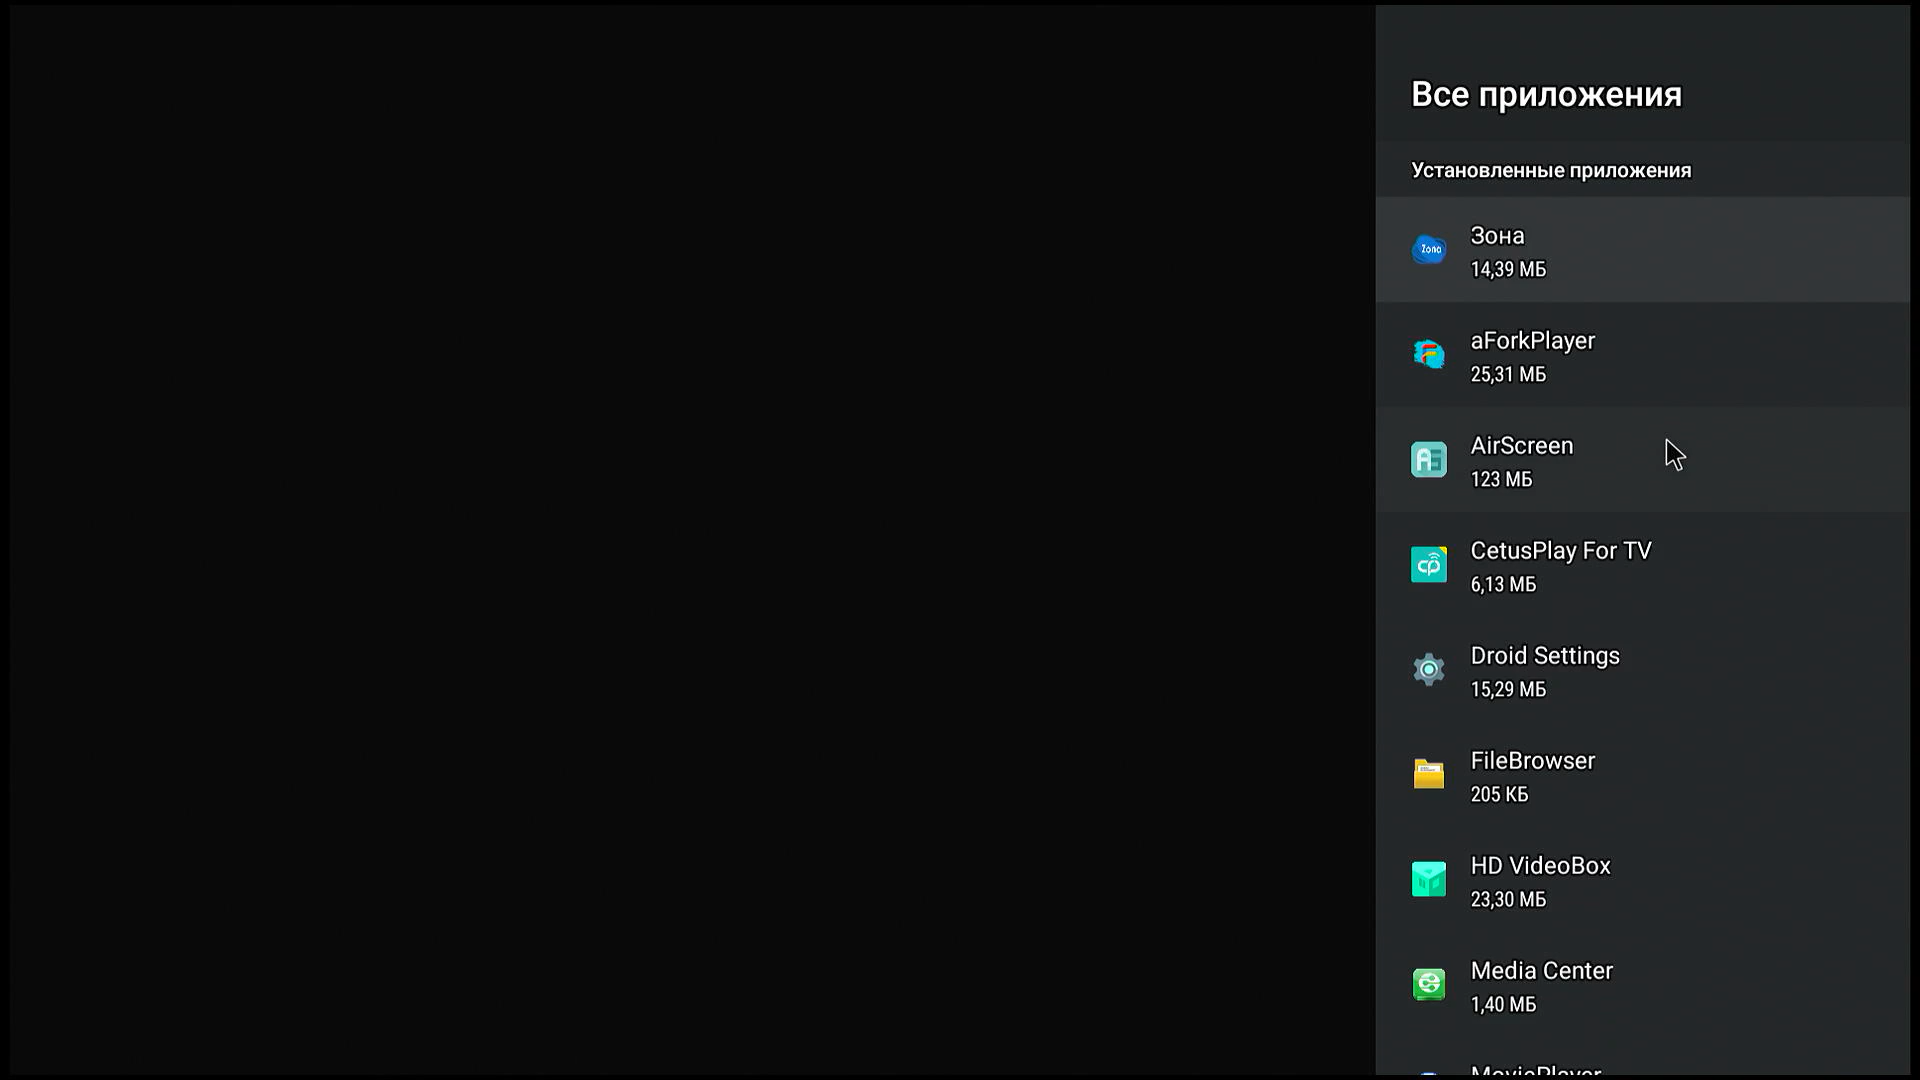 Все приложения
Установленные приложения
Зона
14,39 МБ
aForkPlayer
25,31 МБ
AirScreen
123 МБ
CetusPlay For TV
6,13 МБ
Droid Settings
15,29 МБ
FileBrowser
205 КБ
HD VideoBox
23,30 МБ
Media Center
1,40 МБ
MoviePlayer